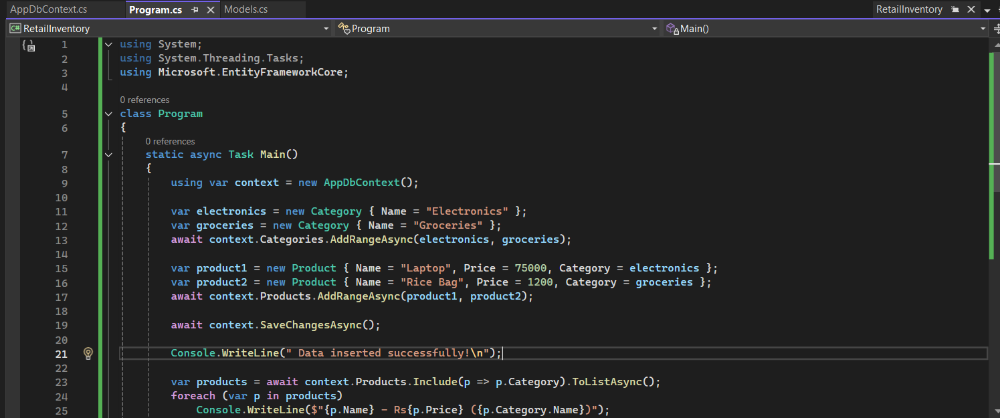 AppDbContext.cs Program.cs Models.cs RetailInventory
C# RetailInventory Program Main()
1 using System;
2 using System.Threading.Tasks;
3 using Microsoft.EntityFrameworkCore;
4
0 references
5 class Program
6 {
0 references
7 static async Task Main()
8 {
9 using var context = new AppDbContext();
10
11 var electronics = new Category { Name = "Electronics" };
12 var groceries = new Category { Name = "Groceries" };
13 await context.Categories.AddRangeAsync(electronics, groceries);
14
15 var product1 = new Product { Name = "Laptop", Price = 75000, Category = electronics };
16 var product2 = new Product { Name = "Rice Bag", Price = 1200, Category = groceries };
17 await context.Products.AddRangeAsync(product1, product2);
18
19 await context.SaveChangesAsync();
20
21 Console.WriteLine(" Data inserted successfully!\n");
22
23 var products = await context.Products.Include(p => p.Category).ToListAsync();
24 foreach (var p in products)
25 Console.WriteLine($"{p.Name} - Rs{p.Price} ({p.Category.Name})");